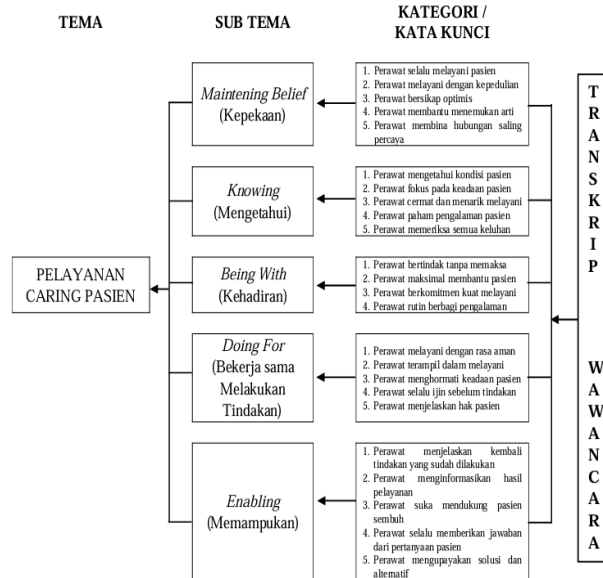 TEMA
SUB TEMA
KATEGORI /
KATA KUNCI
PELAYANAN
CARING PASIEN
Maintening Belief
(Kepekaan)
1. Perawat selalu melayani pasien
2. Perawat melayani dengan kepedulian
3. Perawat bersikap optimis
4. Perawat membantu menemukan arti
5. Perawat membina hubungan saling
percaya
Knowing
(Mengetahui)
1. Perawat mengetahui kondisi pasien
2. Perawat fokus pada keadaan pasien
3. Perawat cermat dan menarik melayani
4. Perawat paham pengalaman pasien
5. Perawat memeriksa semua keluhan
Being With
(Kehadiran)
1. Perawat bertindak tanpa memaksa
2. Perawat maksimal membantu pasien
3. Perawat berkomitmen kuat melayani
4. Perawat rutin berbagi pengalaman
Doing For
(Bekerja sama
Melakukan
Tindakan)
1. Perawat melayani dengan rasa aman
2. Perawat terampil dalam melayani
3. Perawat menghormati keadaan pasien
4. Perawat selalu ijin sebelum tindakan
5. Perawat menjelaskan hak pasien
Enabling
(Memampukan)
1. Perawat menjelaskan kembali
tindakan yang sudah dilakukan
2. Perawat menginformasikan hasil
pelayanan
3. Perawat suka mendukung pasien
sembuh
4. Perawat selalu memberikan jawaban
dari pertanyaan pasien
5. Perawat mengupayakan solusi dan
alternatif
TRANSKRIP
WAWANCARA